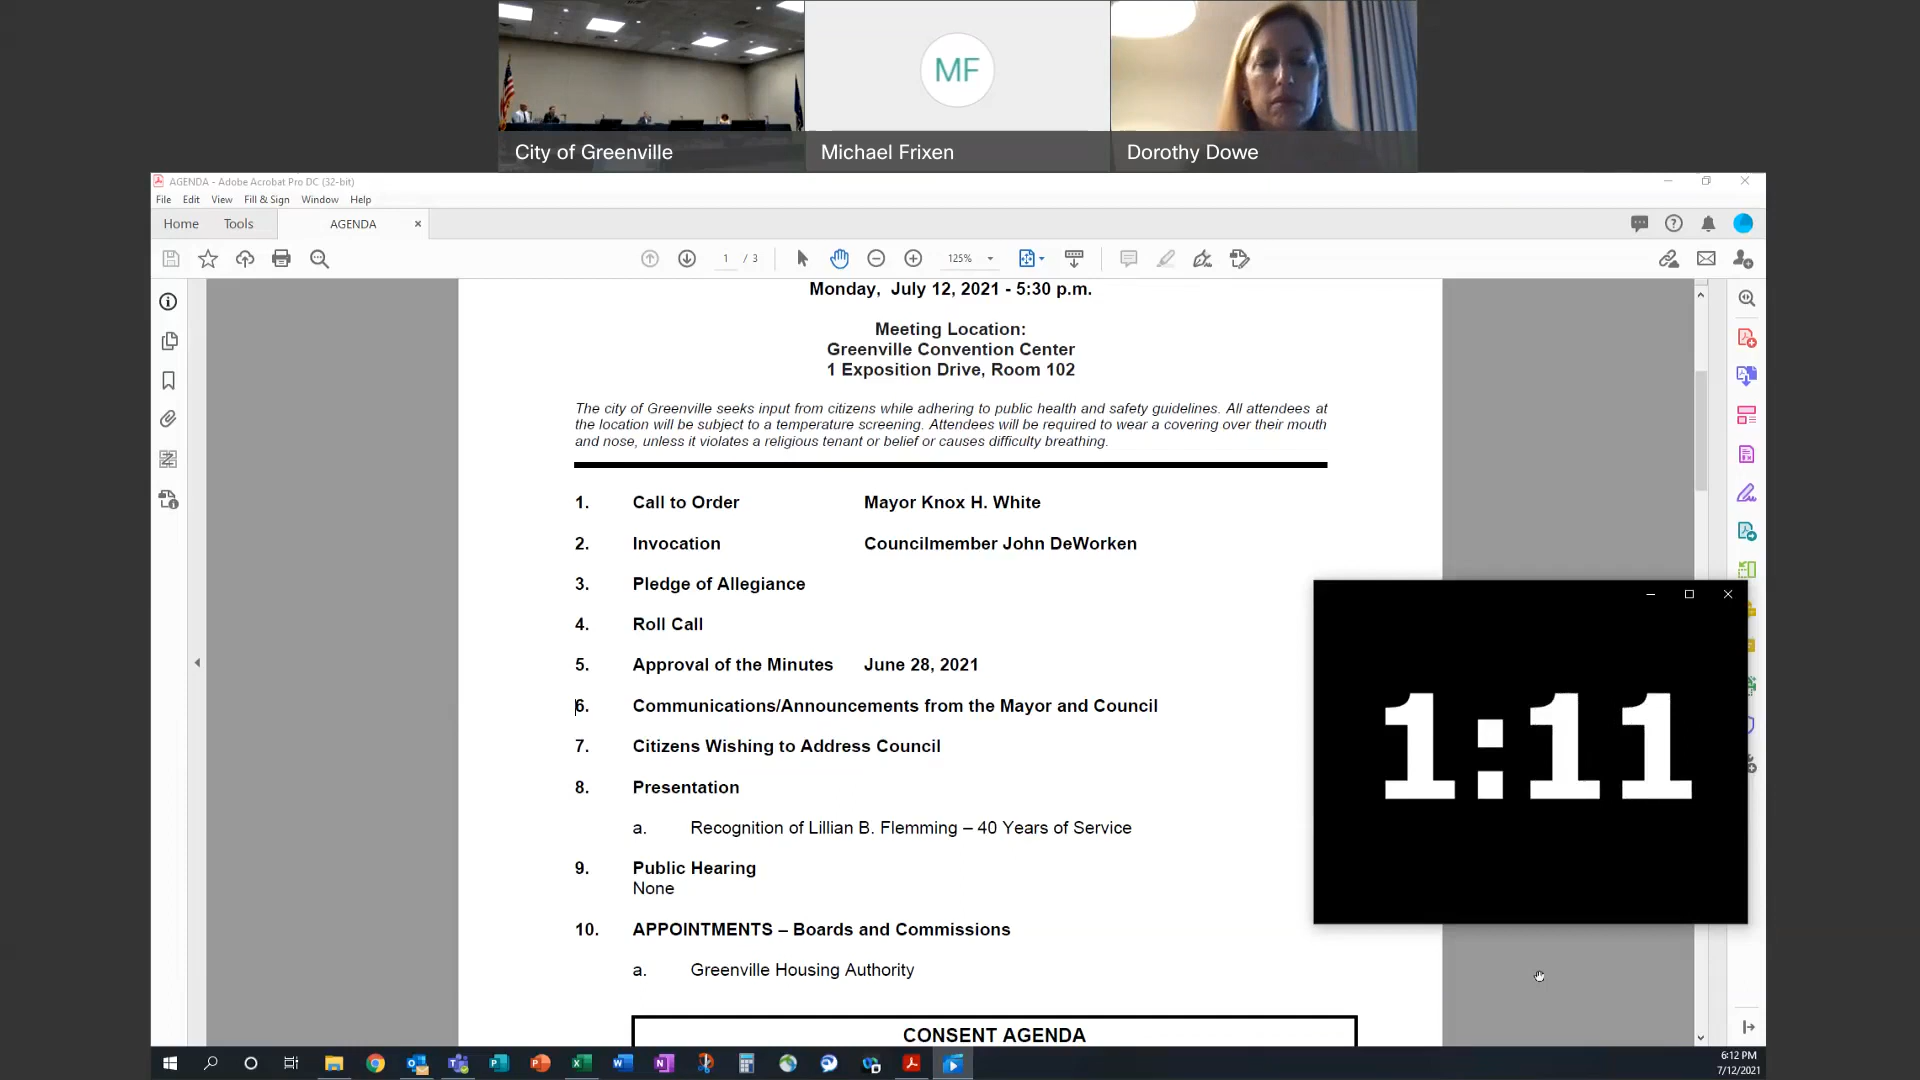 MF
City of Greenville
Michael Frixen
Dorothy Dowe
AGENDA - Adobe Acrobat Pro DC (32-bit)
File Edit View Fill & Sign Window Help
Home Tools AGENDA
1 / 3
125%
Monday, July 12, 2021 - 5:30 p.m.
Meeting Location:
Greenville Convention Center
1 Exposition Drive, Room 102
The city of Greenville seeks input from citizens while adhering to public health and safety guidelines. All attendees at
the location will be subject to a temperature screening. Attendees will be required to wear a covering over their mouth
and nose, unless it violates a religious tenant or belief or causes difficulty breathing.
1. Call to Order Mayor Knox H. White
2. Invocation Councilmember John DeWorken
3. Pledge of Allegiance
4. Roll Call
5. Approval of the Minutes June 28, 2021
6. Communications/Announcements from the Mayor and Council
7. Citizens Wishing to Address Council
8. Presentation
a. Recognition of Lillian B. Flemming – 40 Years of Service
9. Public Hearing
None
10. APPOINTMENTS – Boards and Commissions
a. Greenville Housing Authority
CONSENT AGENDA
1:11
6:12 PM
7/12/2021